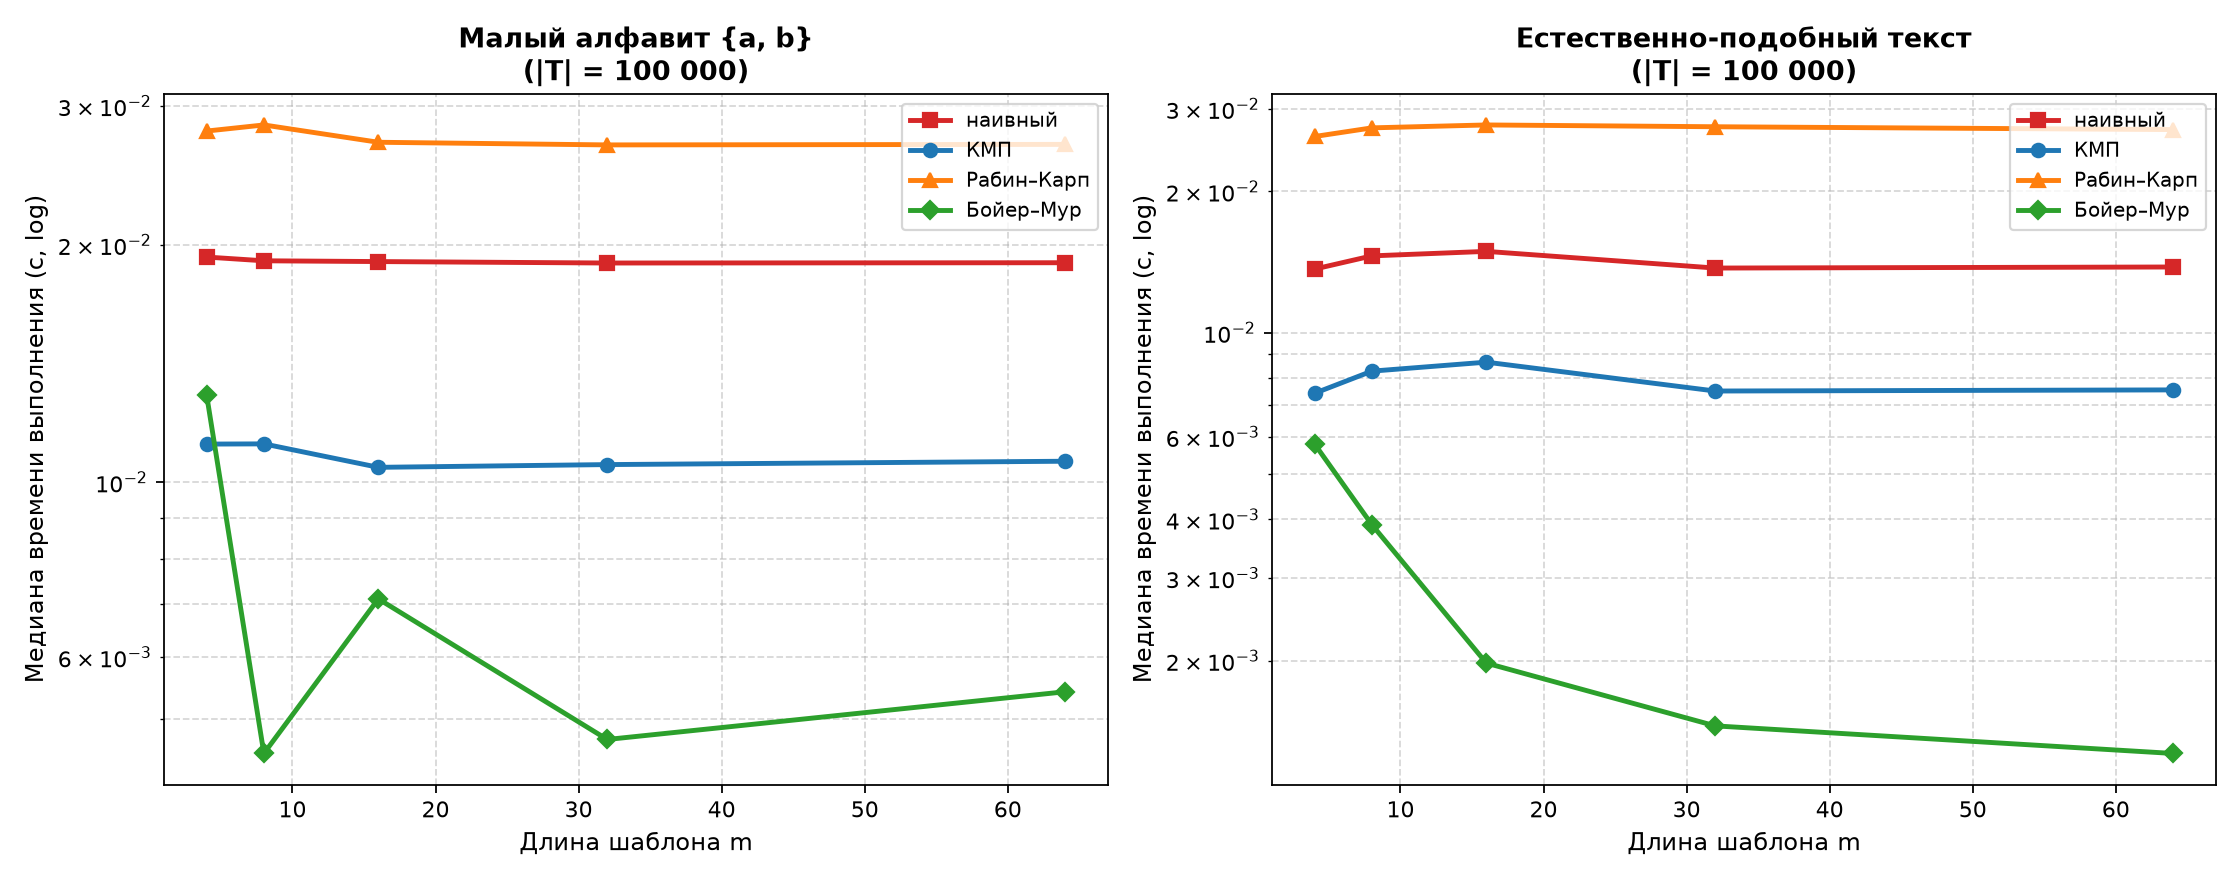 Малый алфавит {a, b}
(|T| = 100 000)
Медиана времени выполнения (с, log)
3 × 10⁻²
2 × 10⁻²
10⁻²
6 × 10⁻³
наивный
КМП
Рабин–Карп
Бойер–Мур
10 20 30 40 50 60
Длина шаблона m
Естественно-подобный текст
(|T| = 100 000)
Медиана времени выполнения (с, log)
3 × 10⁻²
2 × 10⁻²
10⁻²
6 × 10⁻³
4 × 10⁻³
3 × 10⁻³
2 × 10⁻³
наивный
КМП
Рабин–Карп
Бойер–Мур
10 20 30 40 50 60
Длина шаблона m